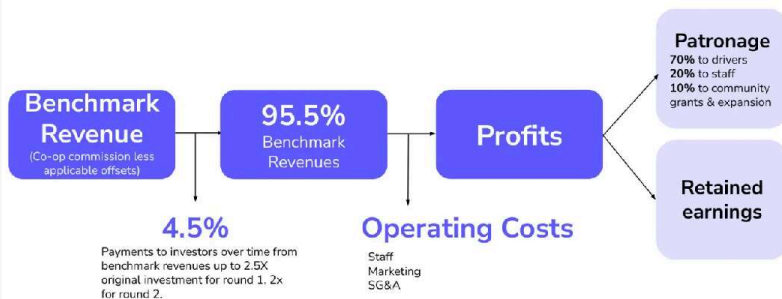 Benchmark
Revenue
(Co-op commission less
applicable offsets)
95.5%
Benchmark
Revenues
Profits
Patronage
70% to drivers
20% to staff
10% to community
grants & expansion
Retained
earnings
4.5%
Payments to investors over time from
benchmark revenues up to 2.5X
original investment for round 1, 2x
for round 2.
Operating Costs
Staff
Marketing
SG&A